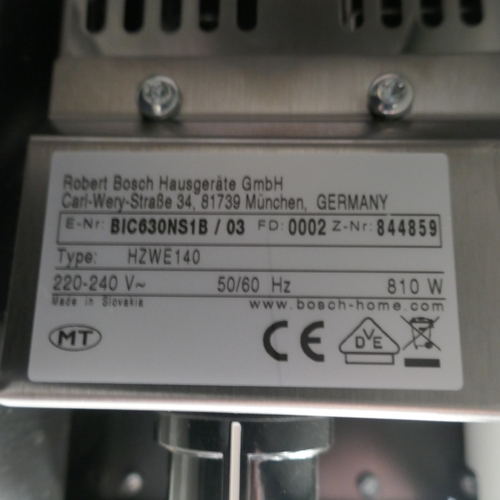 Robert Bosch Hausgeräte GmbH
Carl-Wery-Straße 34, 81739 München, GERMANY
E-Nr: BIC630NS1B / 03 FD: 0002 Z-Nr: 844859
Type: HZWE140
220-240 V~ 50/60 Hz 810 W
Made in Slovakia www.bosch-home.com
MT CE DVE